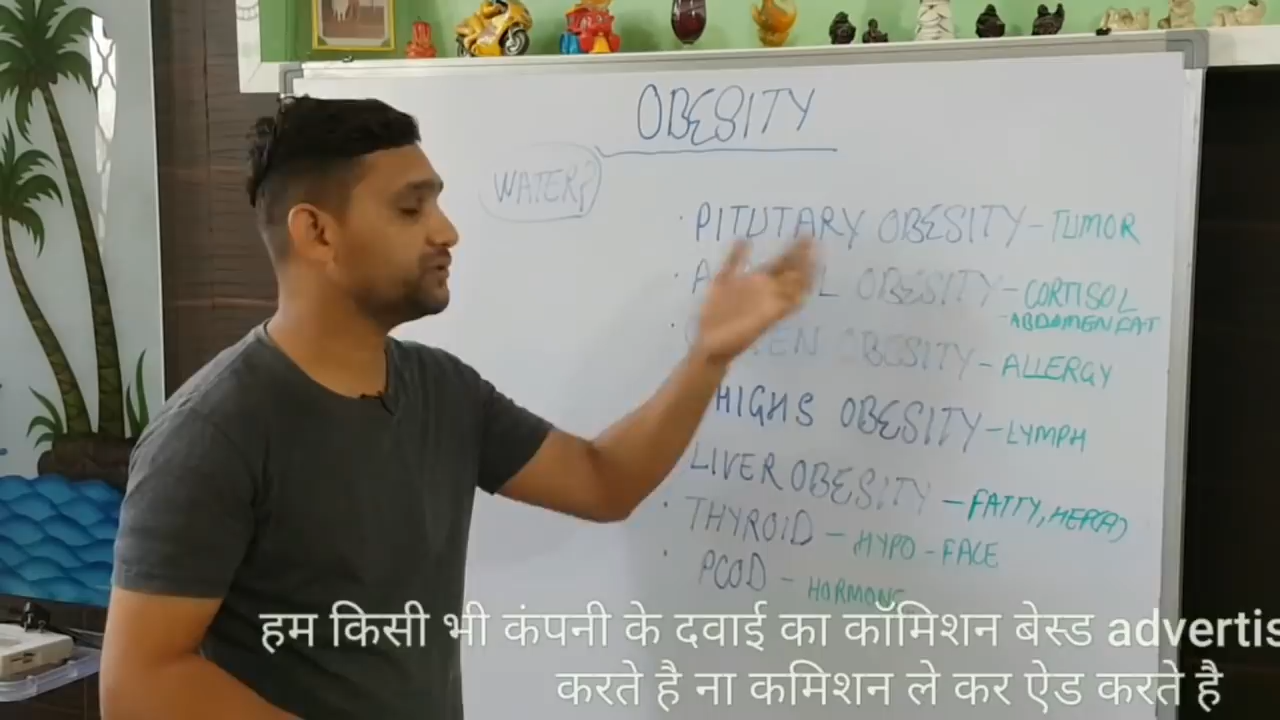 OBESITY
WATER?
PITUTARY OBESITY - TUMOR
OBESITY - CORTISOL
- ABDOMEN FAT
OBESITY - ALLERGY
HIGHS OBESITY - LYMPH
LIVER OBESITY - FATTY, HEP(A)
THYROID - HYPO - FACE
PCOD - HORMONE
हम किसी भी कंपनी के दवाई का कॉमिशन बेस्ड advertis
करते है ना कमिशन ले कर ऐड करते है